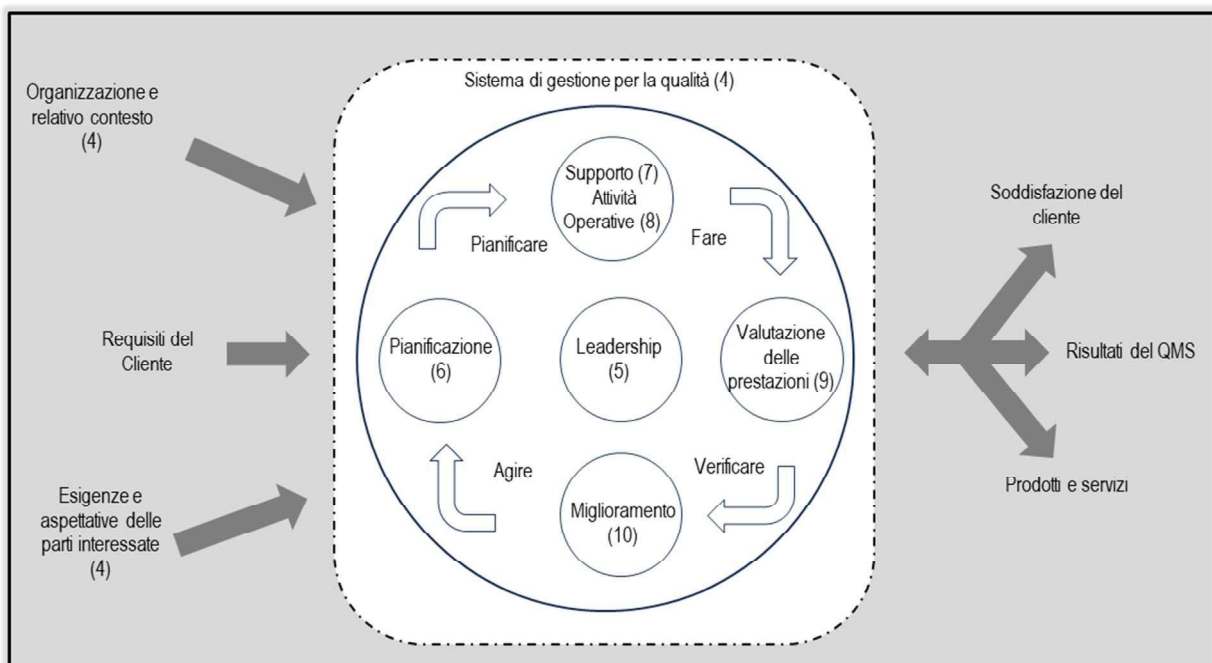 Sistema di gestione per la qualità (4)
Organizzazione e
relativo contesto
(4)
Requisiti del
Cliente
Esigenze e
aspettative delle
parti interessate
(4)
Supporto (7)
Attività
Operative (8)
Pianificare
Fare
Pianificazione
(6)
Leadership
(5)
Valutazione
delle
prestazioni (9)
Agire
Verificare
Miglioramento
(10)
Soddisfazione del
cliente
Risultati del QMS
Prodotti e servizi